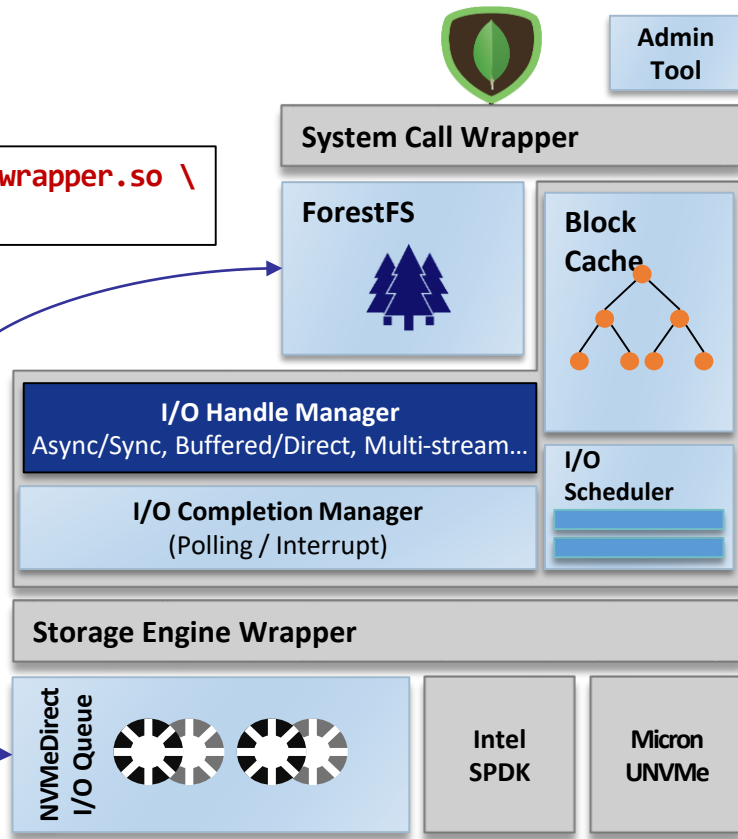 Admin
Tool
System Call Wrapper
wrapper.so \
ForestFS
Block
Cache
I/O Handle Manager
Async/Sync, Buffered/Direct, Multi-stream…
I/O
Scheduler
I/O Completion Manager
(Polling / Interrupt)
Storage Engine Wrapper
NVMeDirect
I/O Queue
Intel
SPDK
Micron
UNVMe